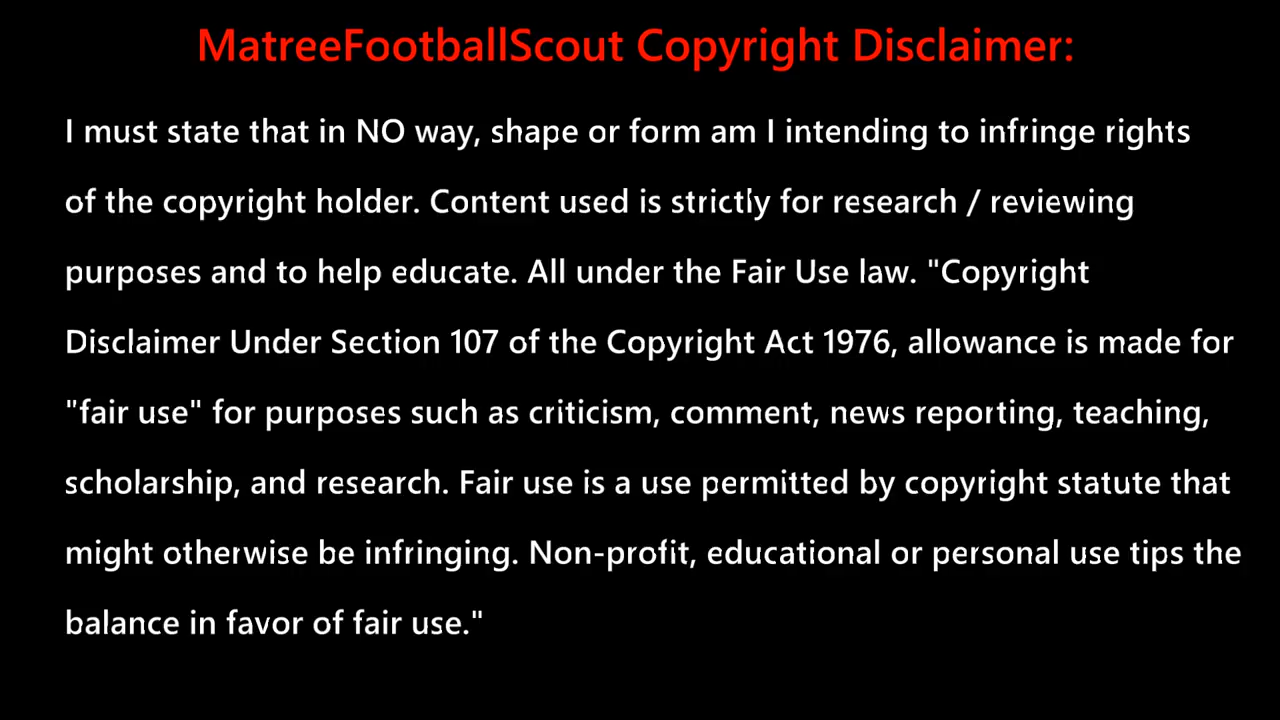 MatreeFootballScout Copyright Disclaimer:
I must state that in NO way, shape or form am I intending to infringe rights
of the copyright holder. Content used is strictly for research / reviewing
purposes and to help educate. All under the Fair Use law. "Copyright
Disclaimer Under Section 107 of the Copyright Act 1976, allowance is made for
"fair use" for purposes such as criticism, comment, news reporting, teaching,
scholarship, and research. Fair use is a use permitted by copyright statute that
might otherwise be infringing. Non-profit, educational or personal use tips the
balance in favor of fair use."